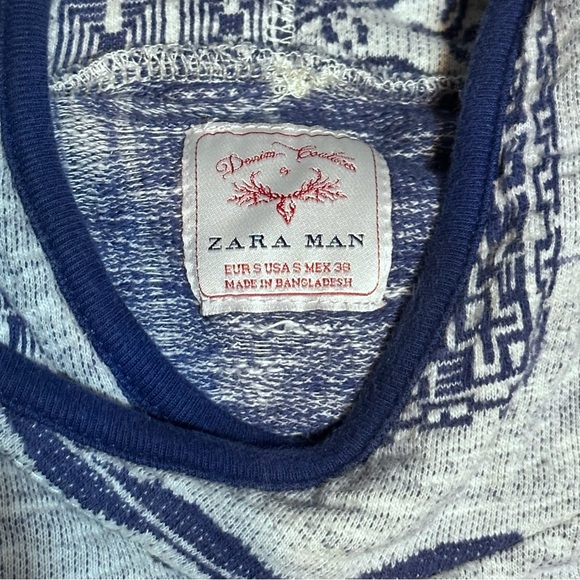 Denim Couture
ZARA MAN
EUR S USA S MEX 38
MADE IN BANGLADESH